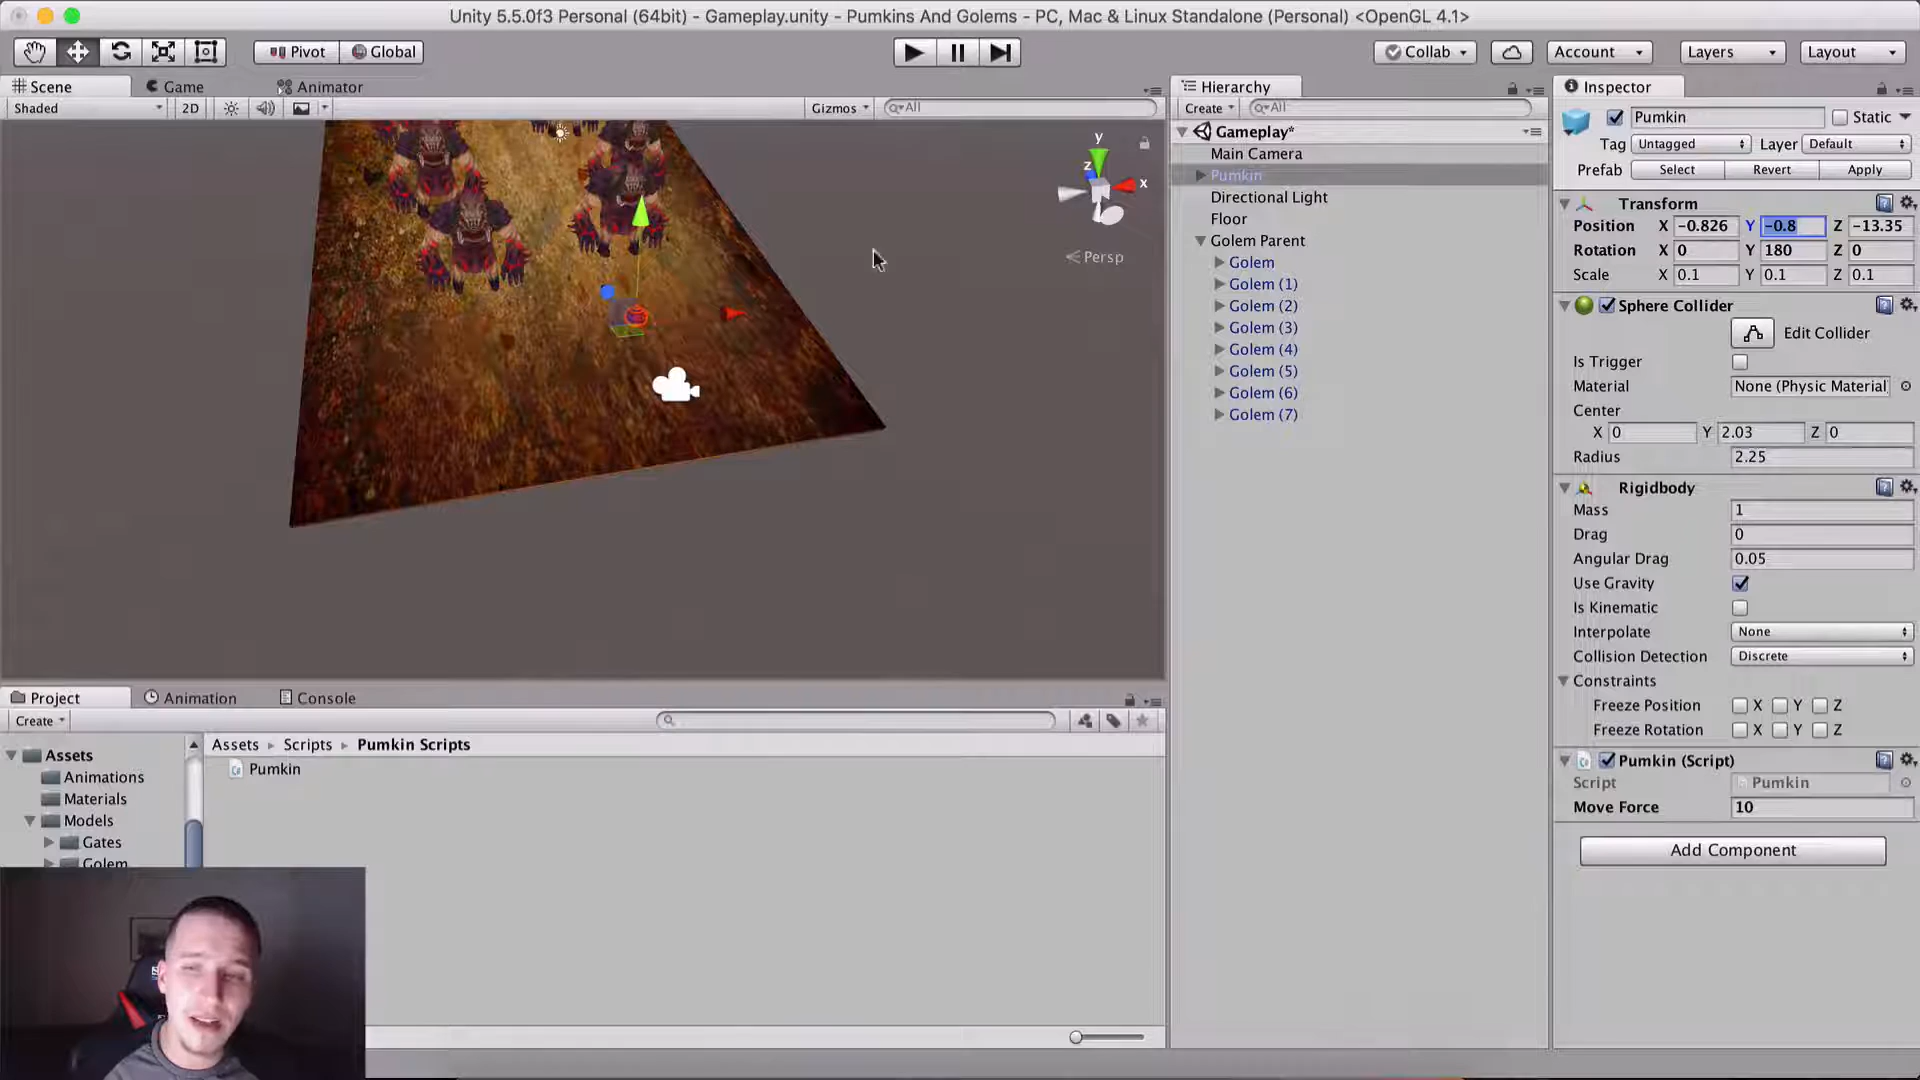 Unity 5.5.0f3 Personal (64bit) - Gameplay.unity - Pumkins And Golems - PC, Mac & Linux Standalone (Personal) <OpenGL 4.1>
Pivot Global Collab Account Layers Layout
Scene Game Animator
Shaded 2D Gizmos All
y
z
x
Persp
Hierarchy
Create All
Gameplay*
Main Camera
Pumkin
Directional Light
Floor
Golem Parent
Golem
Golem (1)
Golem (2)
Golem (3)
Golem (4)
Golem (5)
Golem (6)
Golem (7)
Inspector
Pumkin Static
Tag Untagged Layer Default
Prefab Select Revert Apply
Transform
Position X -0.826 Y -0.8 Z -13.35
Rotation X 0 Y 180 Z 0
Scale X 0.1 Y 0.1 Z 0.1
Sphere Collider
Edit Collider
Is Trigger
Material None (Physic Material)
Center
X 0 Y 2.03 Z 0
Radius 2.25
Rigidbody
Mass 1
Drag 0
Angular Drag 0.05
Use Gravity
Is Kinematic
Interpolate None
Collision Detection Discrete
Constraints
Freeze Position X Y Z
Freeze Rotation X Y Z
Pumkin (Script)
Script Pumkin
Move Force 10
Add Component
Project Animation Console
Create
Assets
Animations
Materials
Models
Gates
Golem
Assets Scripts Pumkin Scripts
Pumkin